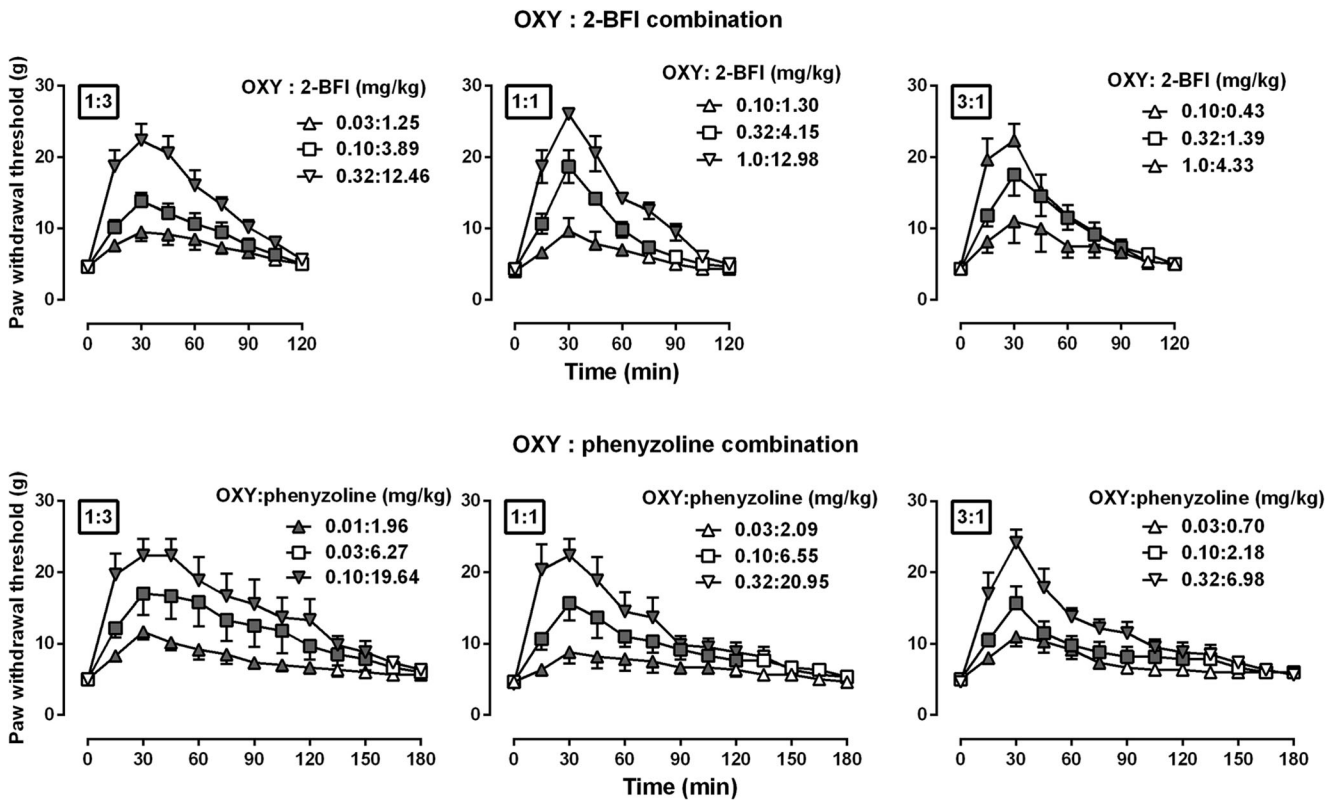 OXY : 2-BFI combination
Paw withdrawal threshold (g)
30
20
10
0
1:3
OXY : 2-BFI (mg/kg)
0.03:1.25
0.10:3.89
0.32:12.46
0 30 60 90 120
30
20
10
0
1:1
OXY: 2-BFI (mg/kg)
0.10:1.30
0.32:4.15
1.0:12.98
0 30 60 90 120
Time (min)
30
20
10
0
3:1
OXY: 2-BFI (mg/kg)
0.10:0.43
0.32:1.39
1.0:4.33
0 30 60 90 120
OXY : phenyzoline combination
Paw withdrawal threshold (g)
30
20
10
0
1:3
OXY:phenyzoline (mg/kg)
0.01:1.96
0.03:6.27
0.10:19.64
0 30 60 90 120 150 180
30
20
10
0
1:1
OXY:phenyzoline (mg/kg)
0.03:2.09
0.10:6.55
0.32:20.95
0 30 60 90 120 150 180
Time (min)
30
20
10
0
3:1
OXY:phenyzoline (mg/kg)
0.03:0.70
0.10:2.18
0.32:6.98
0 30 60 90 120 150 180